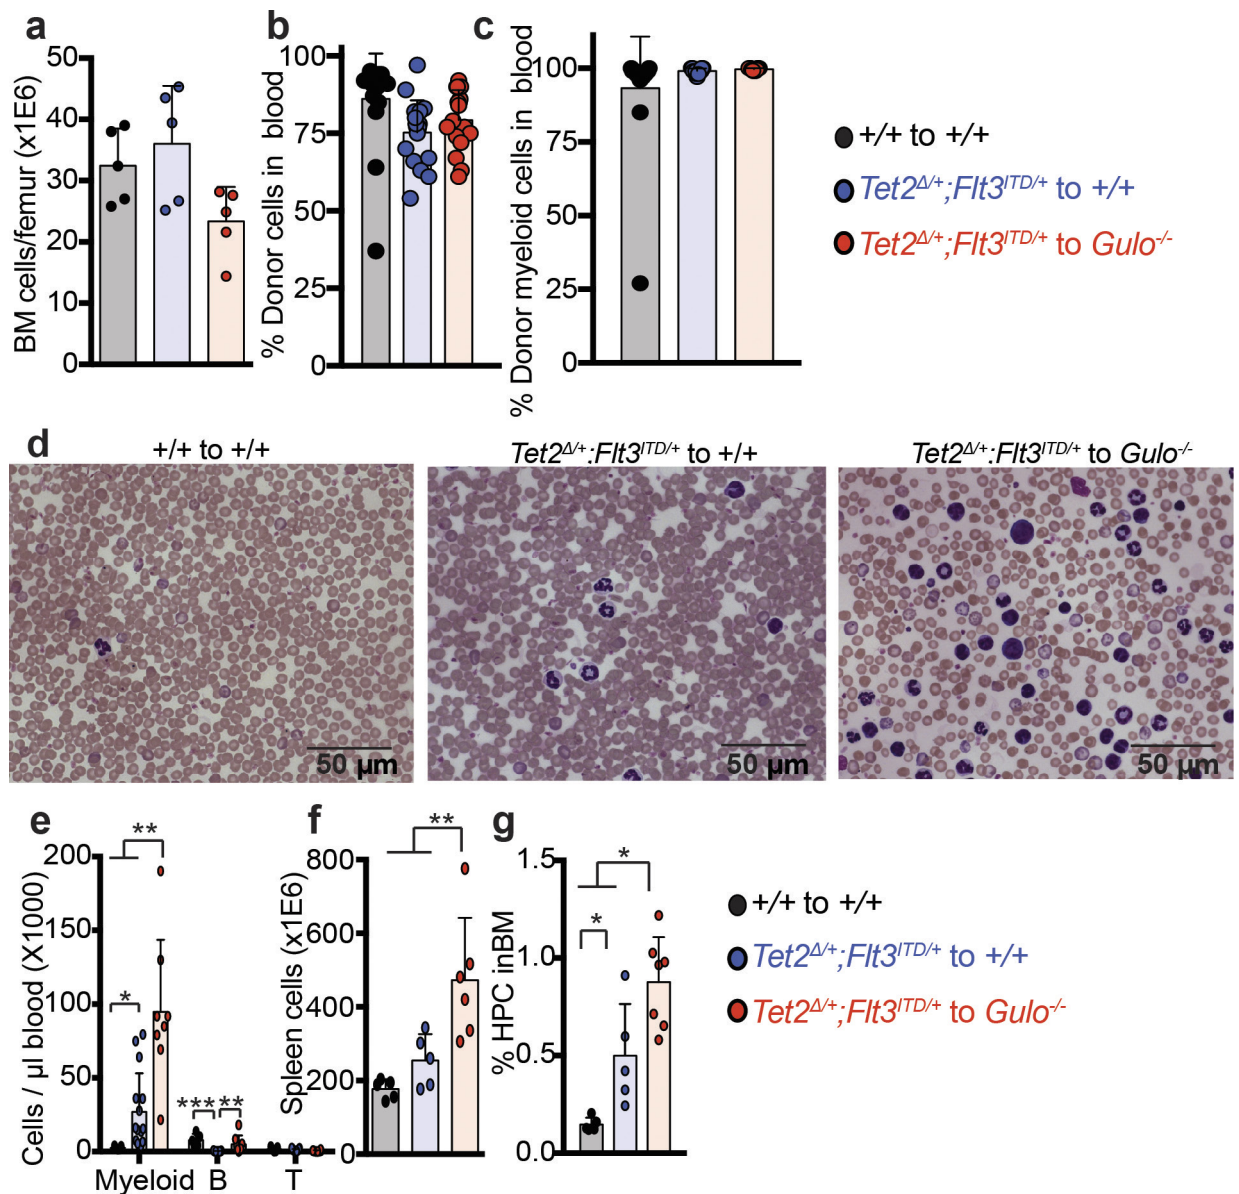 a
b
c
BM cells/femur (x1E6)
50
40
30
20
10
0
% Donor cells in blood
100
75
50
25
0
% Donor myeloid cells in blood
100
75
50
25
0
+/+ to +/+
Tet2Δ/+;Flt3ITD/+ to +/+
Tet2Δ/+;Flt3ITD/+ to Gulo-/-
d
+/+ to +/+
Tet2Δ/+;Flt3ITD/+ to +/+
Tet2Δ/+;Flt3ITD/+ to Gulo-/-
50 µm
50 µm
50 µm
e
f
g
Cells / µl blood (X1000)
200
150
100
50
0
**
*
***
**
Myeloid B T
Spleen cells (x1E6)
800
600
400
200
0
**
% HPC inBM
1.5
1.0
0.5
0.0
*
*
+/+ to +/+
Tet2Δ/+;Flt3ITD/+ to +/+
Tet2Δ/+;Flt3ITD/+ to Gulo-/-